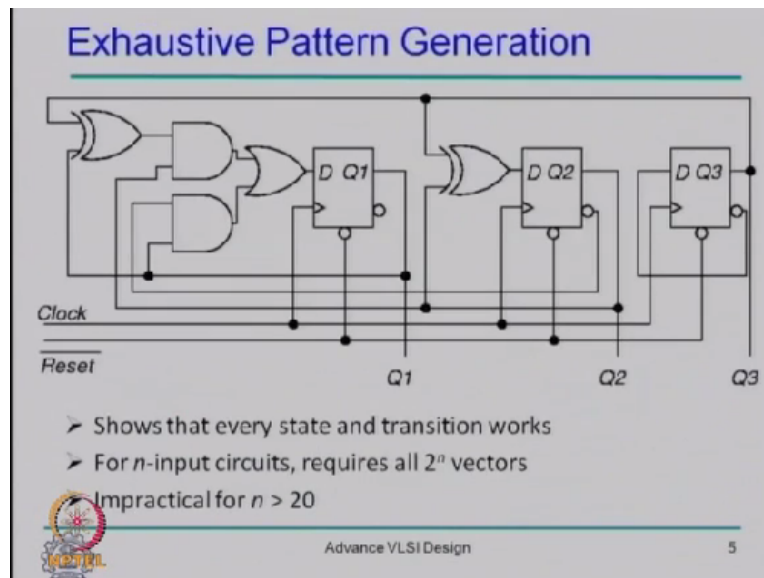 Exhaustive Pattern Generation
D Q1
D Q2
D Q3
Clock
Reset
Q1
Q2
Q3
➤ Shows that every state and transition works
➤ For n-input circuits, requires all 2ⁿ vectors
➤ Impractical for n > 20
NPTEL
Advance VLSI Design
5